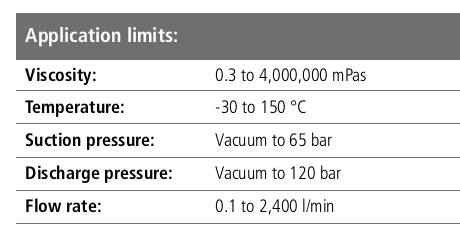 Application limits:
Viscosity: 0.3 to 4,000,000 mPas
Temperature: -30 to 150 °C
Suction pressure: Vacuum to 65 bar
Discharge pressure: Vacuum to 120 bar
Flow rate: 0.1 to 2,400 l/min